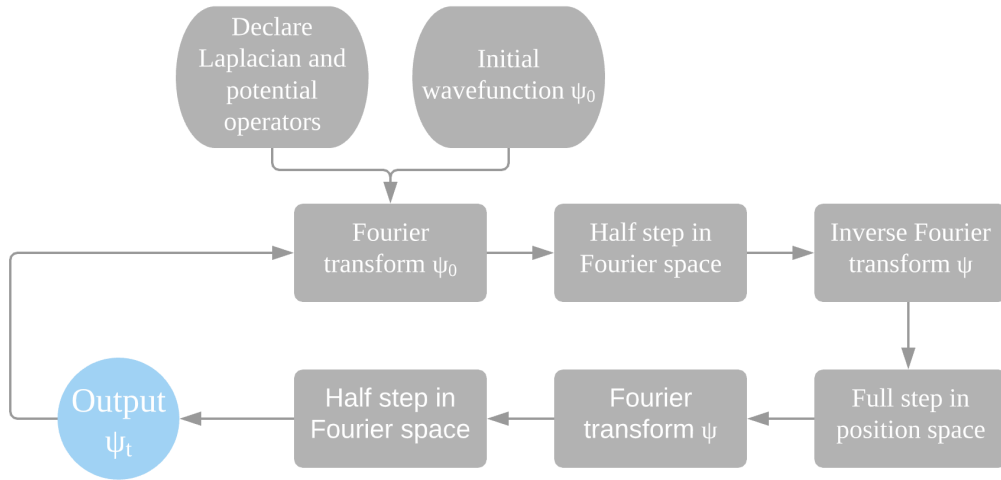 Declare
Laplacian and
potential
operators
Initial
wavefunction ψ₀
Fourier
transform ψ₀
Half step in
Fourier space
Inverse Fourier
transform ψ
Full step in
position space
Fourier
transform ψ
Half step in
Fourier space
Output
ψₜ